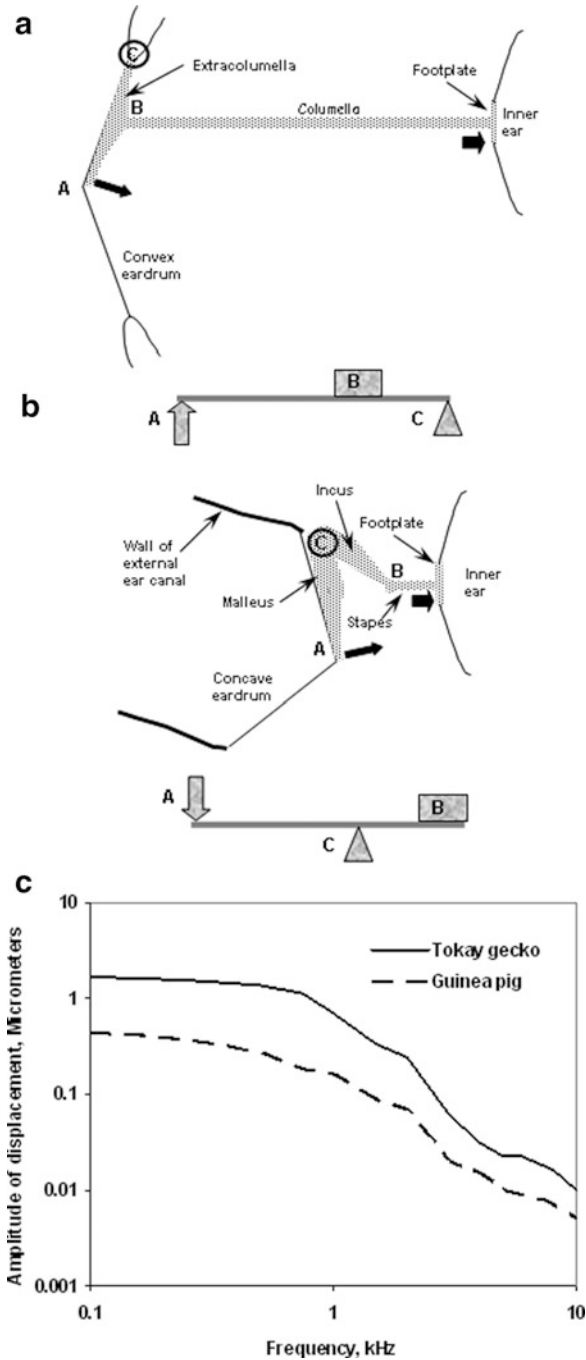 a
C
Extracolumella
Footplate
B
Columella
Inner
ear
A
Convex
eardrum
B
A
C
b
Incus
Footplate
Wall of
external
ear canal
C
B
Inner
ear
Malleus
Stapes
A
Concave
eardrum
A
B
C
c
Amplitude of displacement, Micrometers
10
1
0.1
0.01
0.001
Tokay gecko
Guinea pig
0.1
1
10
Frequency, kHz